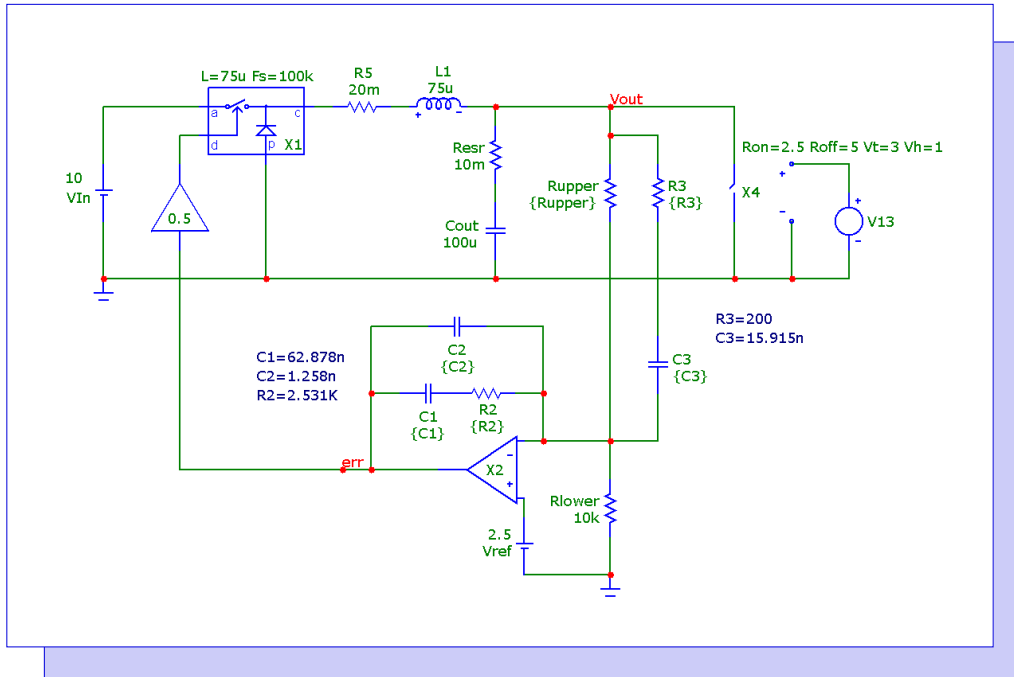 L=75u Fs=100k
R5
20m
L1
75u
Vout
a
c
d
p
X1
Resr
10m
Ron=2.5 Roff=5 Vt=3 Vh=1
10
VIn
0.5
Rupper
{Rupper}
R3
{R3}
X4
V13
Cout
100u
R3=200
C3=15.915n
C1=62.878n
C2=1.258n
R2=2.531K
C2
{C2}
C3
{C3}
C1
{C1}
R2
{R2}
err
X2
Rlower
10k
2.5
Vref